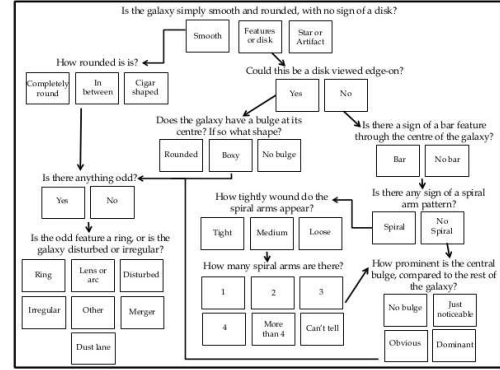 Is the galaxy simply smooth and rounded, with no sign of a disk?
Smooth
Features
or disk
Star or
Artifact
How rounded is is?
Completely
round
In
between
Cigar
shaped
Could this be a disk viewed edge-on?
Yes
No
Does the galaxy have a bulge at its
centre? If so what shape?
Rounded
Boxy
No bulge
Is there a sign of a bar feature
through the centre of the galaxy?
Bar
No bar
Is there anything odd?
Yes
No
Is there any sign of a spiral
arm pattern?
Spiral
No
Spiral
How tightly wound do the
spiral arms appear?
Tight
Medium
Loose
Is the odd feature a ring, or is the
galaxy disturbed or irregular?
Ring
Lens or
arc
Disturbed
Irregular
Other
Merger
Dust lane
How many spiral arms are there?
1
2
3
4
More
than 4
Can't tell
How prominent is the central
bulge, compared to the rest of
the galaxy?
No bulge
Just
noticeable
Obvious
Dominant